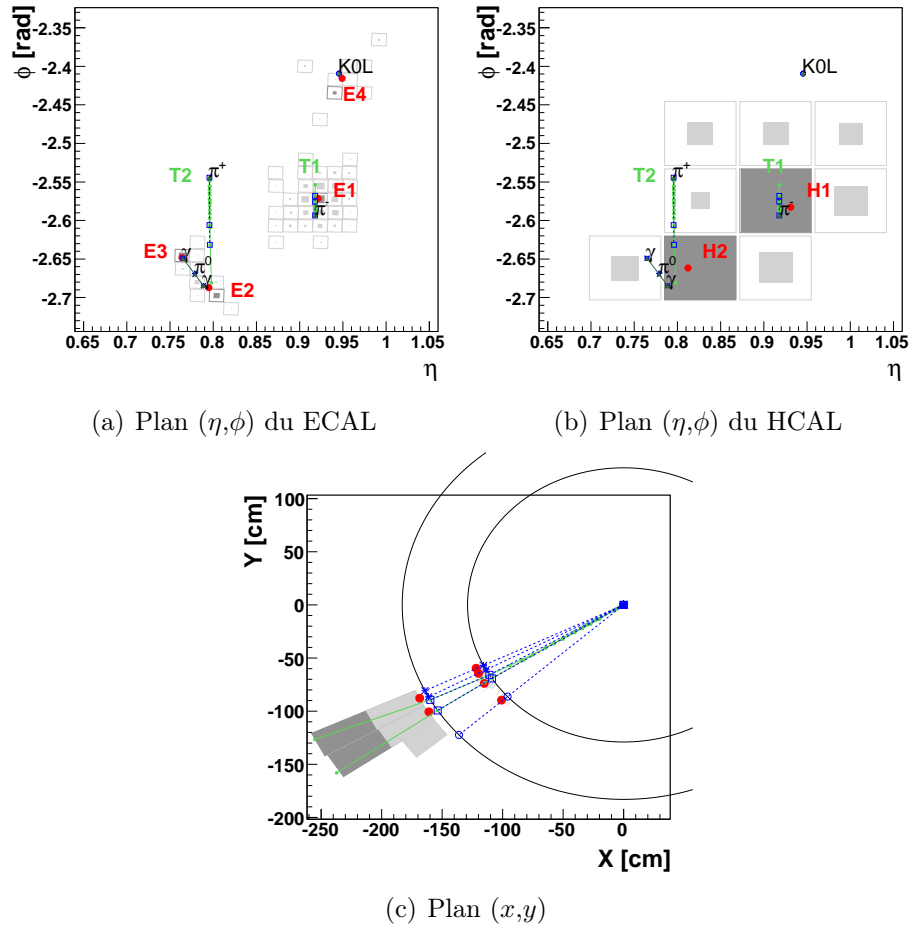 φ [rad]
-2.35
-2.4
-2.45
-2.5
-2.55
-2.6
-2.65
-2.7
K0L
E4
T2
π+
T1
E1
π-
E3
γ
π0
γ
E2
0.65 0.7 0.75 0.8 0.85 0.9 0.95 1 1.05
η
(a) Plan (η,φ) du ECAL
φ [rad]
-2.35
-2.4
-2.45
-2.5
-2.55
-2.6
-2.65
-2.7
K0L
T2
π+
T1
H1
π-
γ
π0
γ
H2
0.65 0.7 0.75 0.8 0.85 0.9 0.95 1 1.05
η
(b) Plan (η,φ) du HCAL
Y [cm]
100
50
0
-50
-100
-150
-200
-250 -200 -150 -100 -50 0
X [cm]
(c) Plan (x,y)